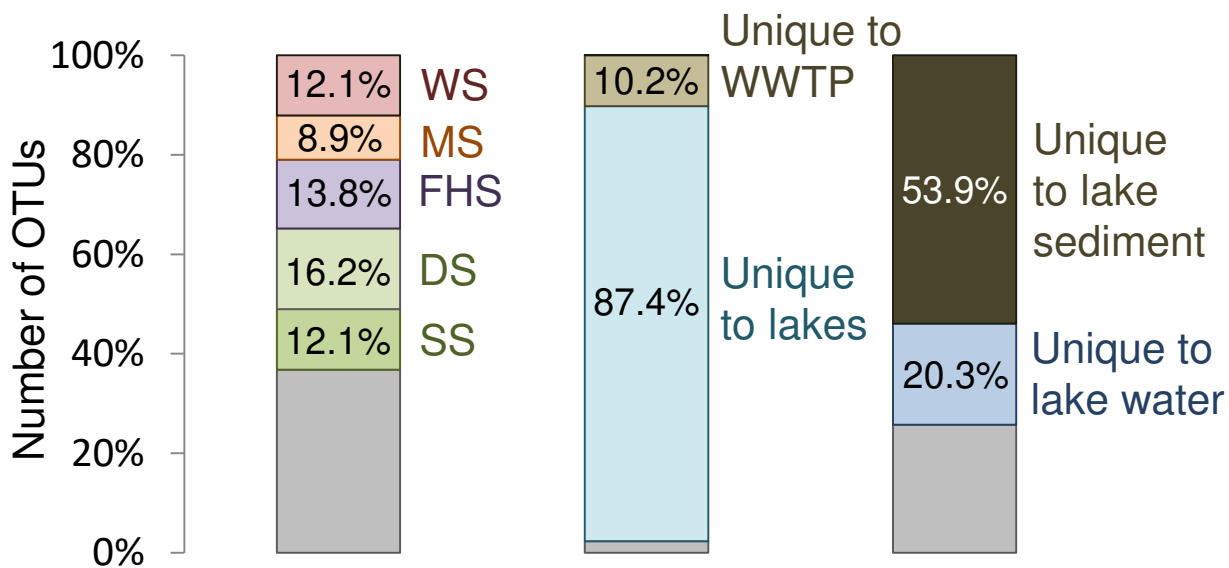 Number of OTUs
100%
80%
60%
40%
20%
0%
12.1%
WS
8.9%
MS
13.8%
FHS
16.2%
DS
12.1%
SS
Unique to
WWTP
10.2%
87.4%
Unique
to lakes
53.9%
Unique
to lake
sediment
20.3%
Unique to
lake water